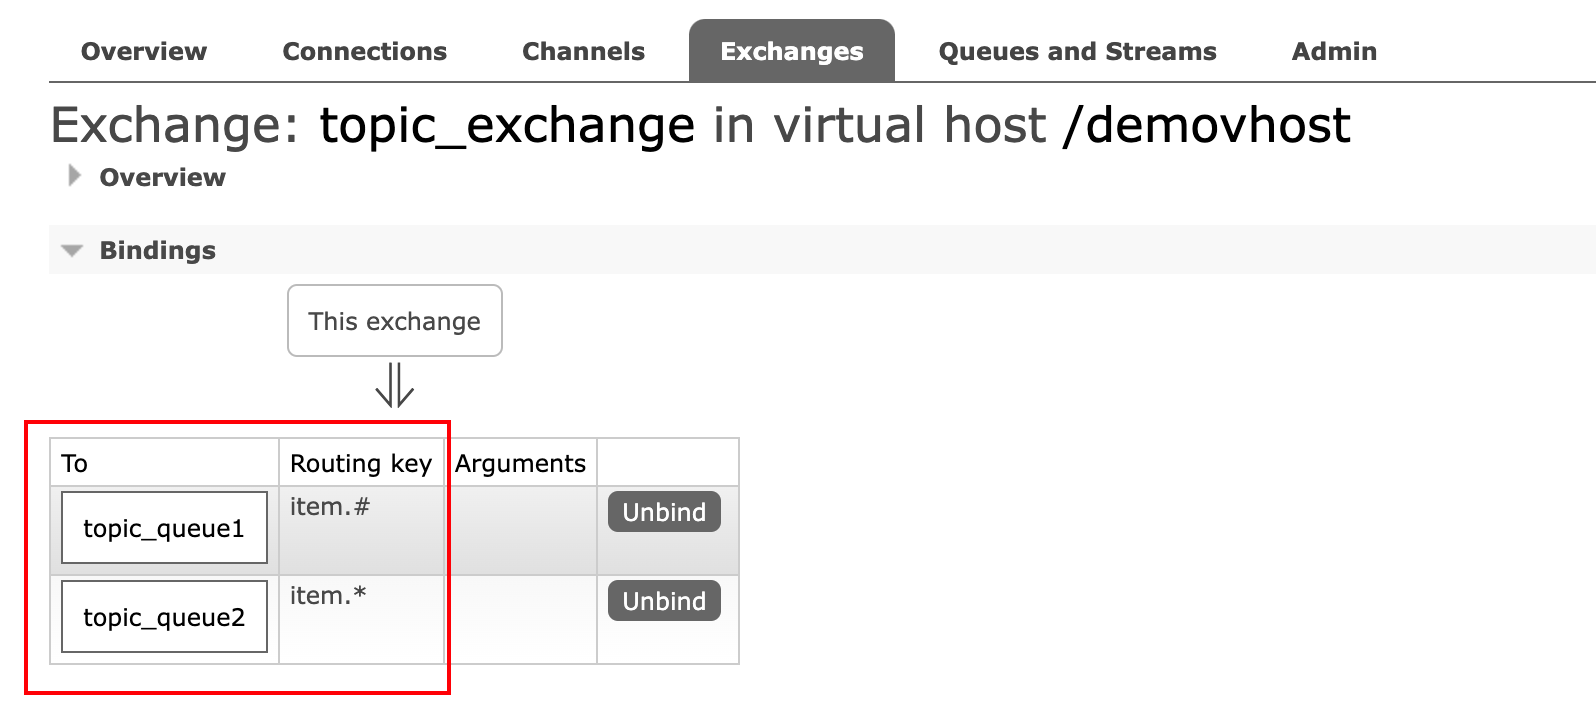 Overview Connections Channels Exchanges Queues and Streams Admin
Exchange: topic_exchange in virtual host /demovhost
Overview
Bindings
This exchange
To Routing key Arguments
topic_queue1 item.# Unbind
topic_queue2 item.* Unbind